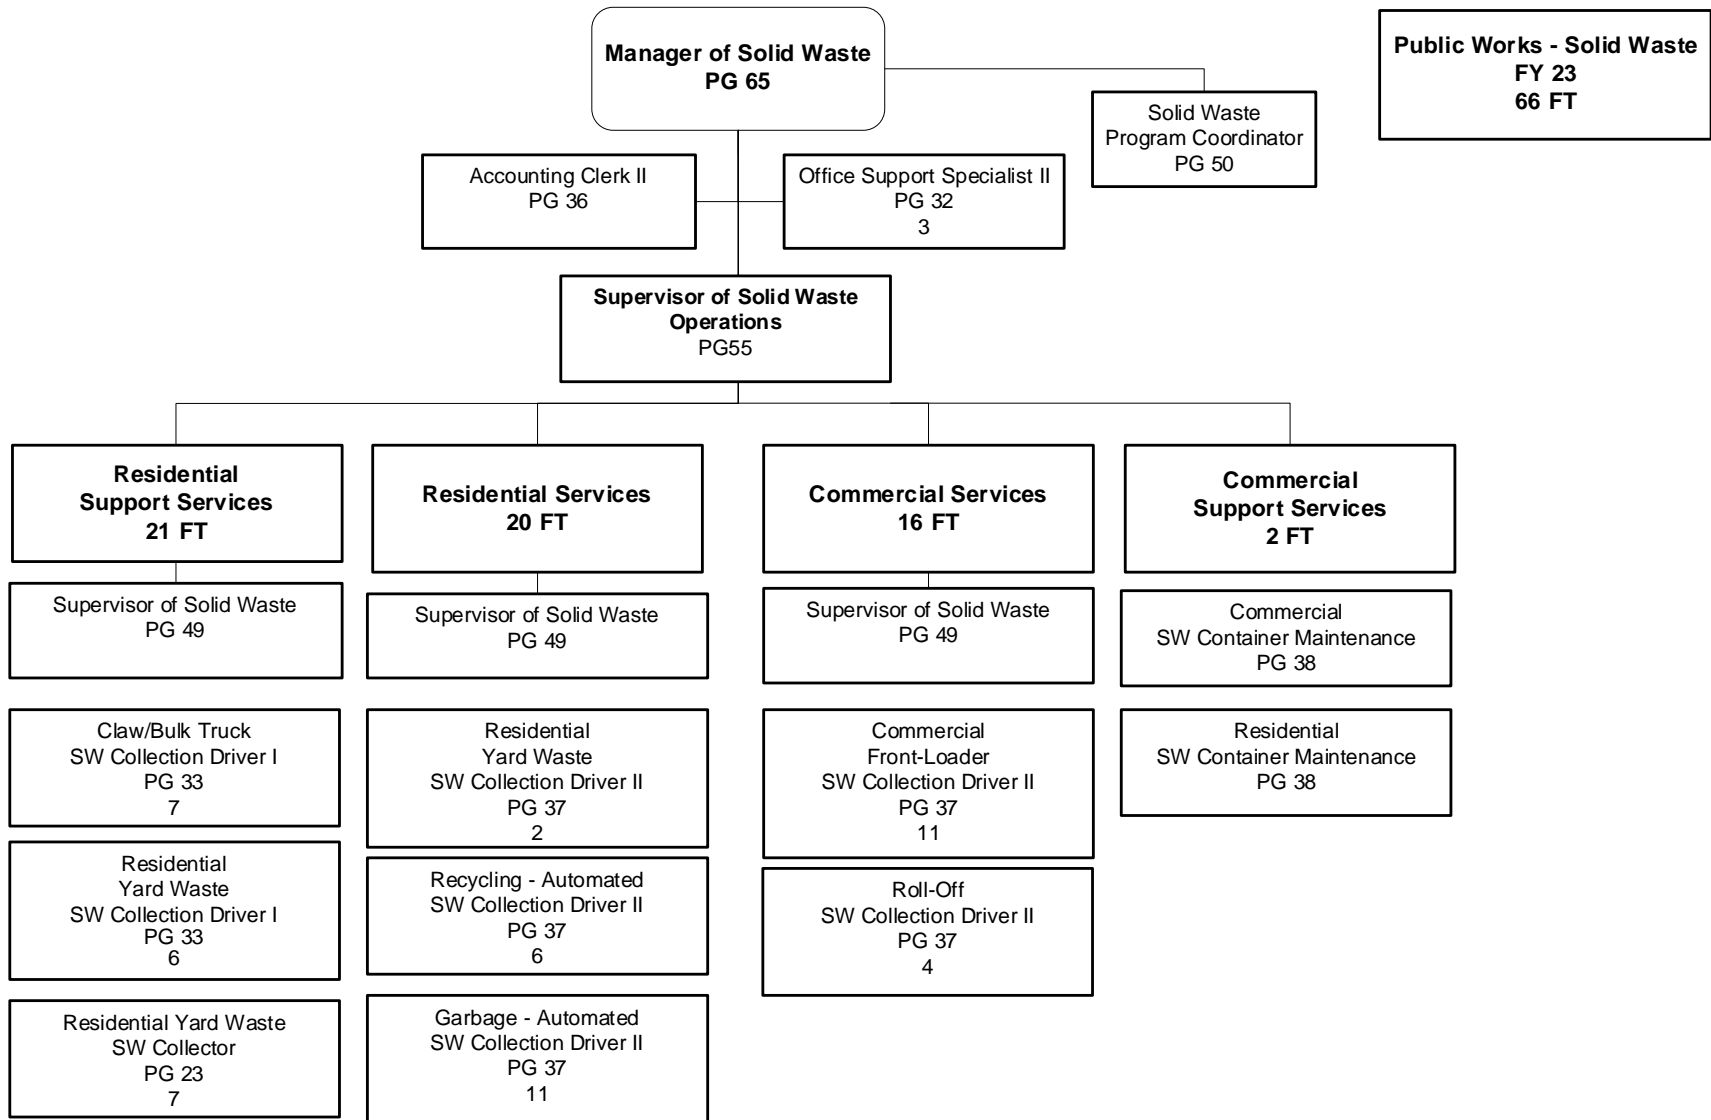 Manager of Solid Waste
PG 65
Public Works - Solid Waste
FY 23
66 FT
Solid Waste
Program Coordinator
PG 50
Accounting Clerk II
PG 36
Office Support Specialist II
PG 32
3
Supervisor of Solid Waste
Operations
PG55
Residential
Support Services
21 FT
Residential Services
20 FT
Commercial Services
16 FT
Commercial
Support Services
2 FT
Supervisor of Solid Waste
PG 49
Supervisor of Solid Waste
PG 49
Supervisor of Solid Waste
PG 49
Commercial
SW Container Maintenance
PG 38
Claw/Bulk Truck
SW Collection Driver I
PG 33
7
Residential
Yard Waste
SW Collection Driver II
PG 37
2
Commercial
Front-Loader
SW Collection Driver II
PG 37
11
Residential
SW Container Maintenance
PG 38
Residential
Yard Waste
SW Collection Driver I
PG 33
6
Recycling - Automated
SW Collection Driver II
PG 37
6
Roll-Off
SW Collection Driver II
PG 37
4
Residential Yard Waste
SW Collector
PG 23
7
Garbage - Automated
SW Collection Driver II
PG 37
11